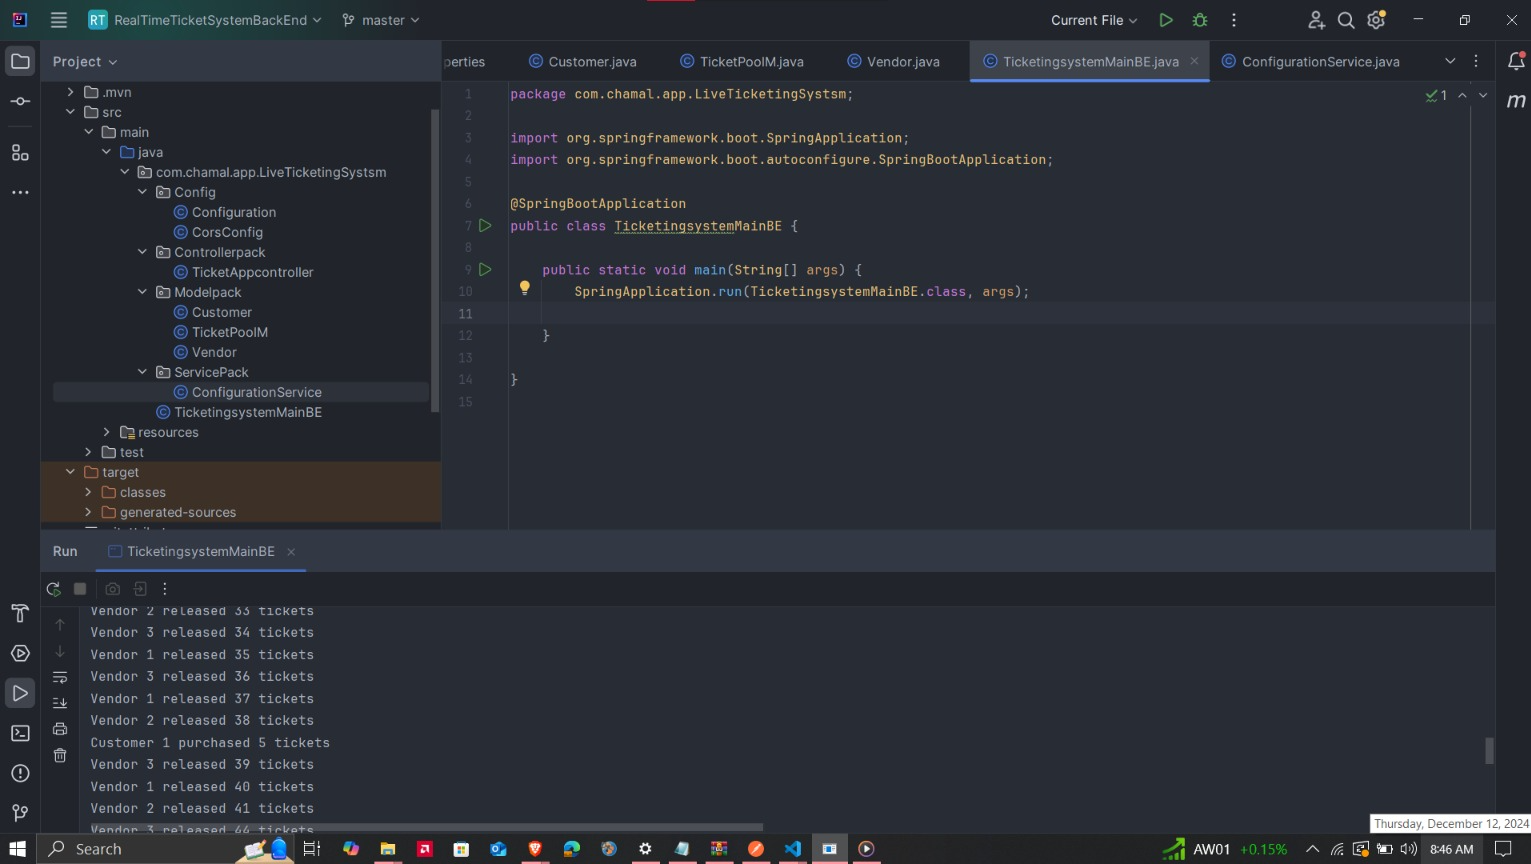 RT RealTimeTicketSystemBackEnd master Current File
Project
perties Customer.java TicketPoolM.java Vendor.java TicketingsystemMainBE.java ConfigurationService.java
.mvn
src
main
java
com.chamal.app.LiveTicketingSystsm
Config
Configuration
CorsConfig
Controllerpack
TicketAppcontroller
Modelpack
Customer
TicketPoolM
Vendor
ServicePack
ConfigurationService
TicketingsystemMainBE
resources
test
target
classes
generated-sources
1 package com.chamal.app.LiveTicketingSystsm;
2
3 import org.springframework.boot.SpringApplication;
4 import org.springframework.boot.autoconfigure.SpringBootApplication;
5
6 @SpringBootApplication
7 public class TicketingsystemMainBE {
8
9 public static void main(String[] args) {
10 SpringApplication.run(TicketingsystemMainBE.class, args);
11
12 }
13
14 }
15
1
m
Run TicketingsystemMainBE
Vendor 2 released 33 tickets
Vendor 3 released 34 tickets
Vendor 1 released 35 tickets
Vendor 3 released 36 tickets
Vendor 1 released 37 tickets
Vendor 2 released 38 tickets
Customer 1 purchased 5 tickets
Vendor 3 released 39 tickets
Vendor 1 released 40 tickets
Vendor 2 released 41 tickets
Vendor 3 released 44 tickets
Thursday, December 12, 2024
Search
AW01 +0.15%
8:46 AM